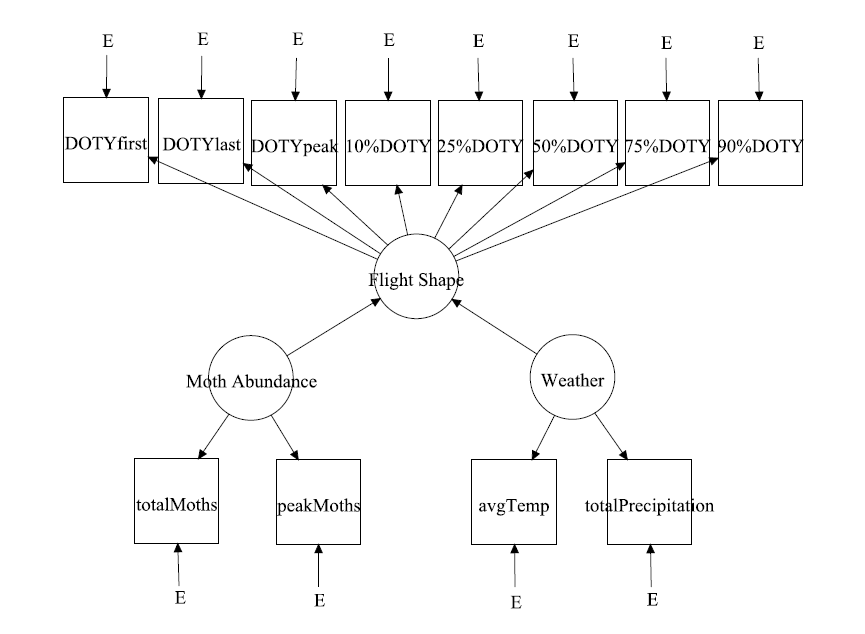 E E E E E E E E
DOTYfirst DOTYlast DOTYpeak 10%DOTY 25%DOTY 50%DOTY 75%DOTY 90%DOTY
Flight Shape
Moth Abundance Weather
totalMoths peakMoths avgTemp totalPrecipitation
E E E E